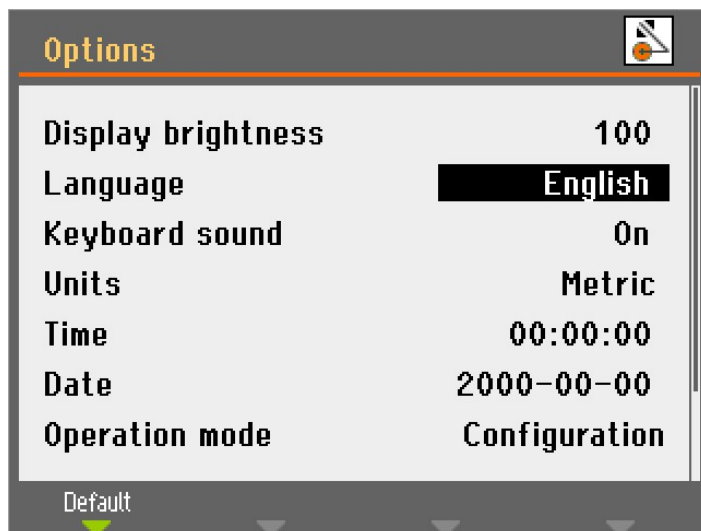 Options
Display brightness 100
Language English
Keyboard sound On
Units Metric
Time 00:00:00
Date 2000-00-00
Operation mode Configuration
Default